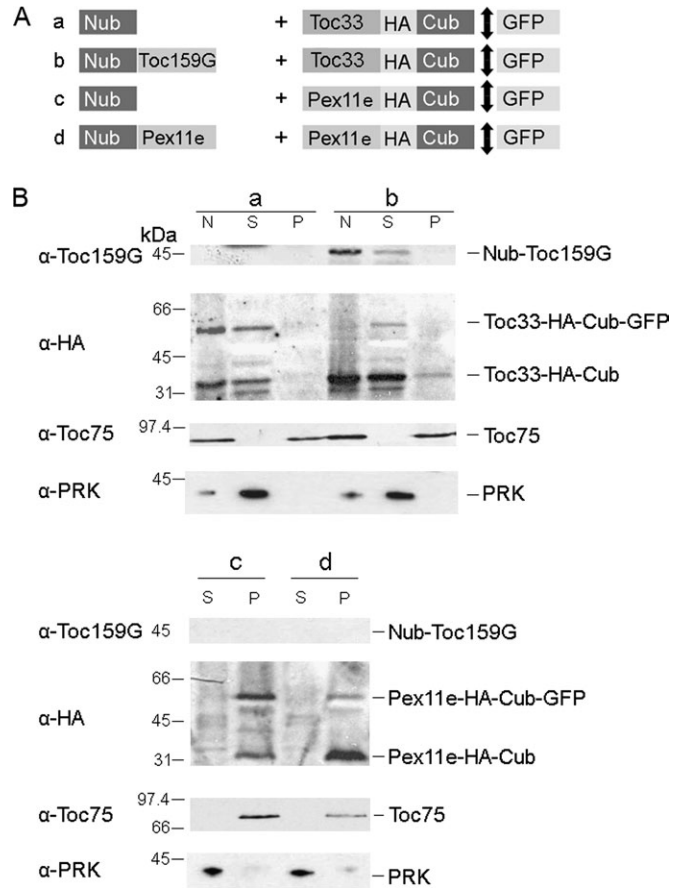 A
a Nub + Toc33 HA Cub GFP
b Nub Toc159G + Toc33 HA Cub GFP
c Nub + Pex11e HA Cub GFP
d Nub Pex11e + Pex11e HA Cub GFP
B
a b
N S P N S P
kDa
α-Toc159G 45 Nub-Toc159G
66
Toc33-HA-Cub-GFP
α-HA 45
Toc33-HA-Cub
31
α-Toc75 97.4 Toc75
45
α-PRK PRK
c d
S P S P
α-Toc159G 45 Nub-Toc159G
66
Pex11e-HA-Cub-GFP
α-HA 45
Pex11e-HA-Cub
31
97.4
α-Toc75 Toc75
66
45
α-PRK PRK